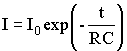 I = I₀ exp(-t/RC)